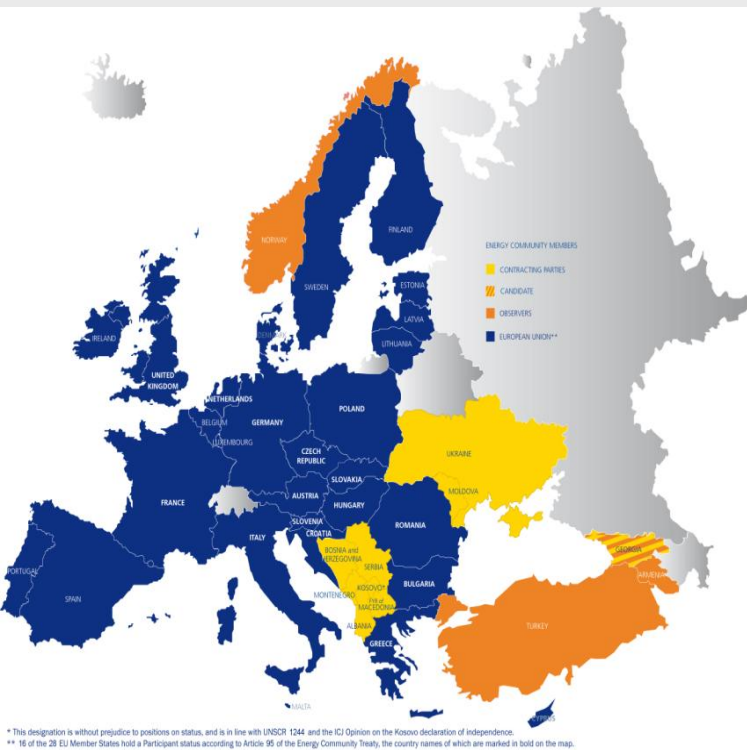 NORWAY
FINLAND
SWEDEN
ENERGY COMMUNITY MEMBERS
CONTRACTING PARTIES
CANDIDATE
OBSERVERS
EUROPEAN UNION**
ESTONIA
LATVIA
LITHUANIA
DENMARK
IRELAND
UNITED
KINGDOM
NETHERLANDS
BELGIUM
LUXEMBOURG
GERMANY
POLAND
CZECH
REPUBLIC
SLOVAKIA
UKRAINE
MOLDOVA
FRANCE
AUSTRIA
HUNGARY
SLOVENIA
CROATIA
ITALY
ROMANIA
BOSNIA and
HERZEGOVINA
SERBIA
KOSOVO*
MONTENEGRO
FYR of
MACEDONIA
ALBANIA
BULGARIA
GEORGIA
ARMENIA
PORTUGAL
SPAIN
TURKEY
GREECE
MALTA
CYPRUS
* This designation is without prejudice to positions on status, and is in line with UNSCR 1244 and the ICJ Opinion on the Kosovo declaration of independence.
** 16 of the 28 EU Member States hold a Participant status according to Article 95 of the Energy Community Treaty, the country names of which are marked in bold on the map.